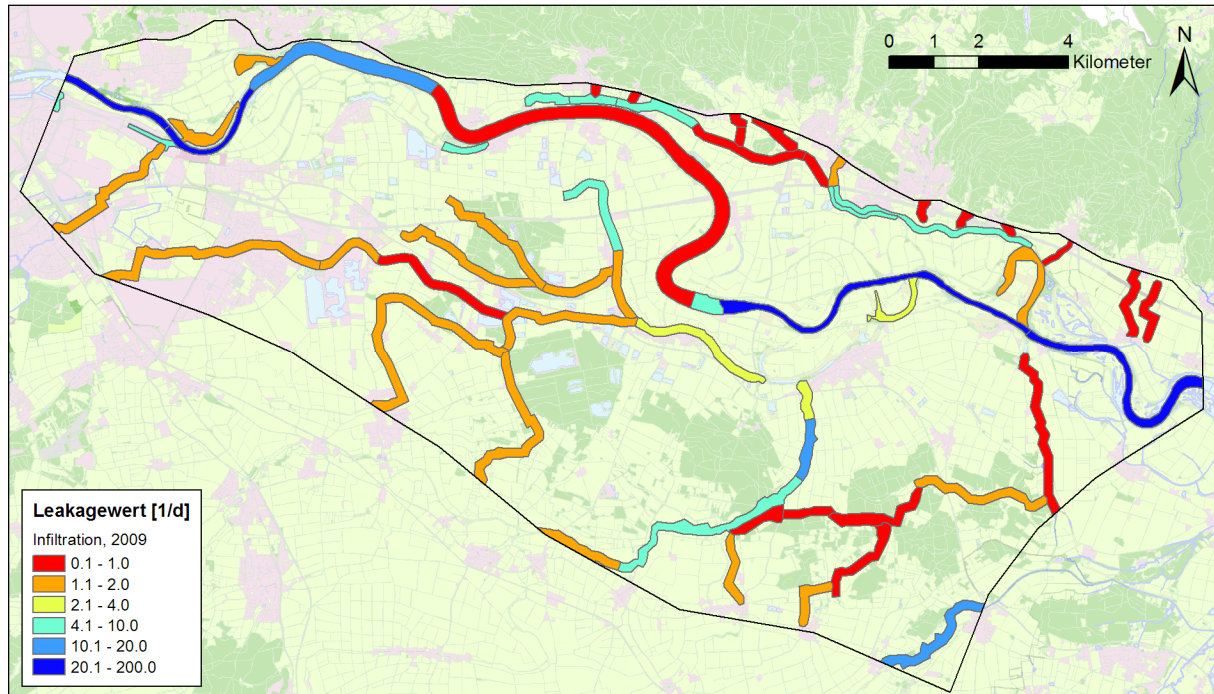 N
0 1 2 4
Kilometer
Leakagewert [1/d]
Infiltration, 2009
0.1 - 1.0
1.1 - 2.0
2.1 - 4.0
4.1 - 10.0
10.1 - 20.0
20.1 - 200.0